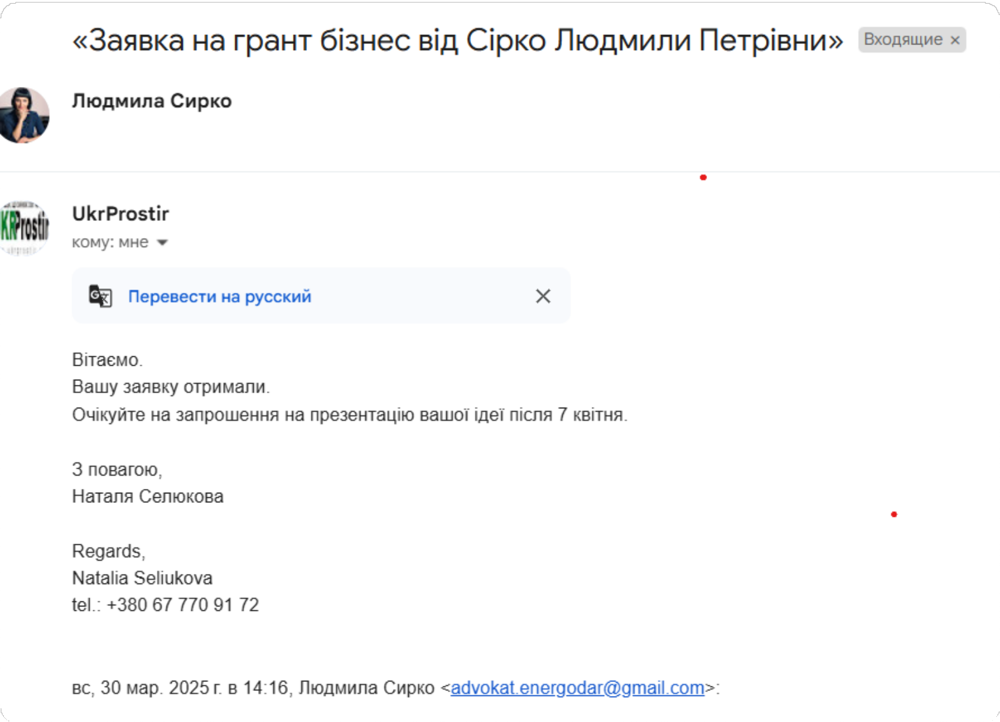 «Заявка на грант бізнес від Сірко Людмили Петрівни» Входящие ×
Людмила Сирко
KRProstir
UkrProstir
кому: мне
Перевести на русский
Вітаємо.
Вашу заявку отримали.
Очікуйте на запрошення на презентацію вашої ідеї після 7 квітня.
З повагою,
Наталя Селюкова
Regards,
Natalia Seliukova
tel.: +380 67 770 91 72
вс, 30 мар. 2025 г. в 14:16, Людмила Сирко <advokat.energodar@gmail.com>: